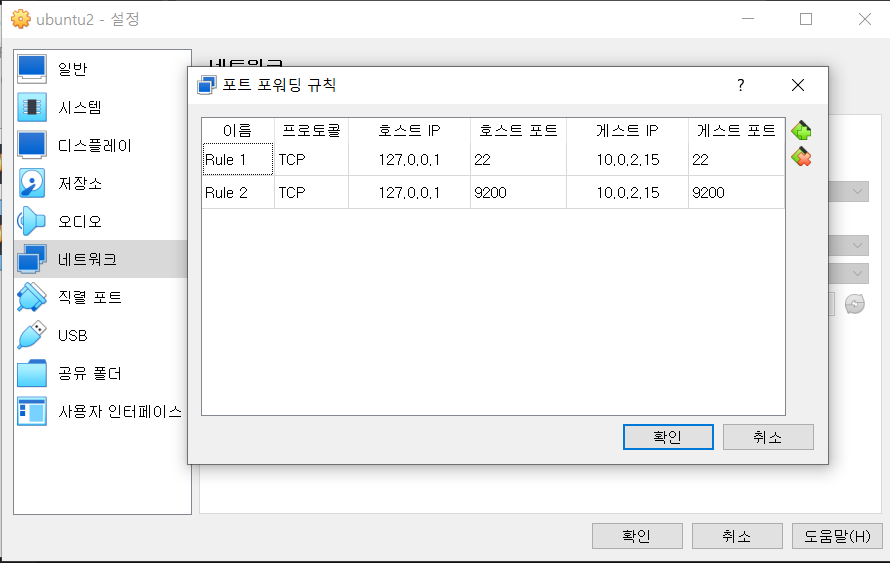 ubuntu2 - 설정
네트워크
일반
시스템
디스플레이
저장소
오디오
네트워크
직렬 포트
USB
공유 폴더
사용자 인터페이스
포트 포워딩 규칙
?
이름 프로토콜 호스트 IP 호스트 포트 게스트 IP 게스트 포트
Rule 1 TCP 127.0.0.1 22 10.0.2.15 22
Rule 2 TCP 127.0.0.1 9200 10.0.2.15 9200
확인 취소
확인 취소 도움말(H)